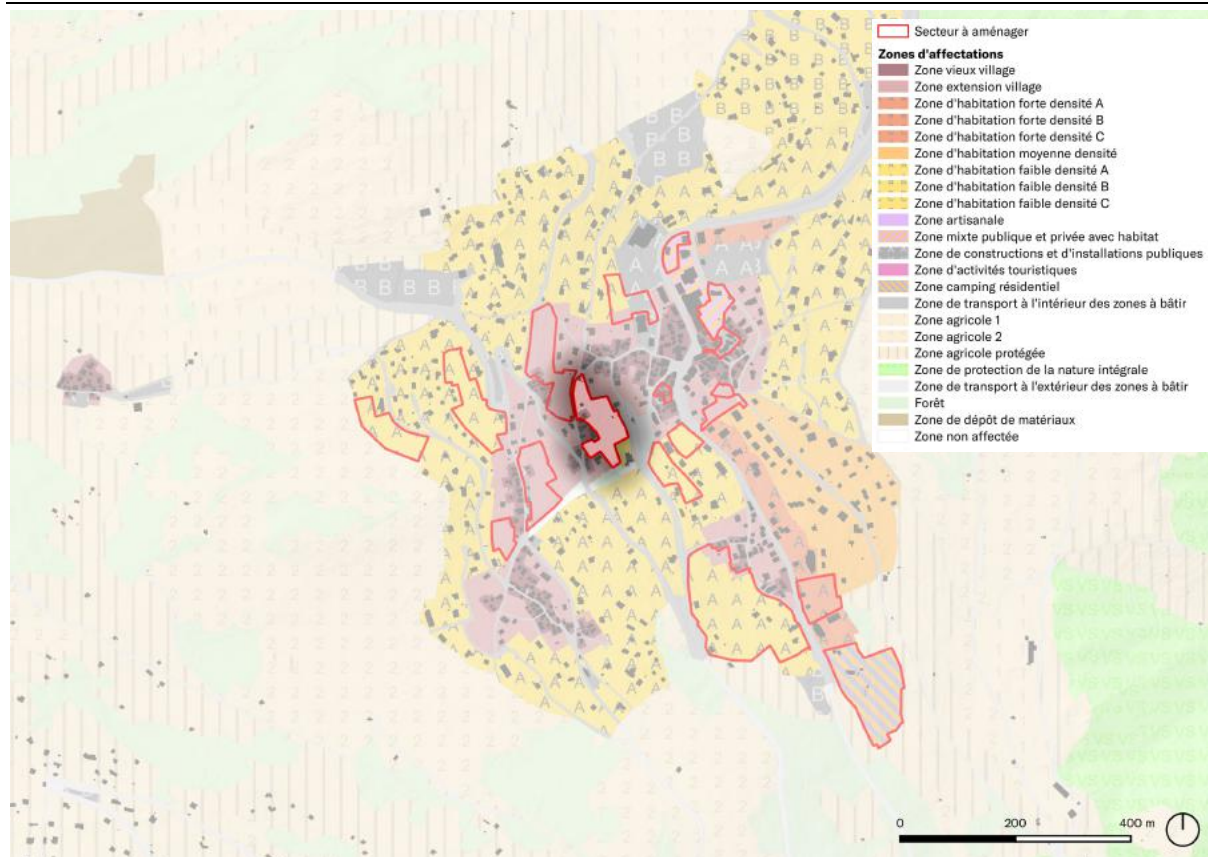 Secteur à aménager
Zones d'affectations
Zone vieux village
Zone extension village
Zone d'habitation forte densité A
Zone d'habitation forte densité B
Zone d'habitation forte densité C
Zone d'habitation moyenne densité
Zone d'habitation faible densité A
Zone d'habitation faible densité B
Zone d'habitation faible densité C
Zone artisanale
Zone mixte publique et privée avec habitat
Zone de constructions et d'installations publiques
Zone d'activités touristiques
Zone camping résidentiel
Zone de transport à l'intérieur des zones à bâtir
Zone agricole 1
Zone agricole 2
Zone agricole protégée
Zone de protection de la nature intégrale
Zone de transport à l'extérieur des zones à bâtir
Forêt
Zone de dépôt de matériaux
Zone non affectée
0 200 400 m